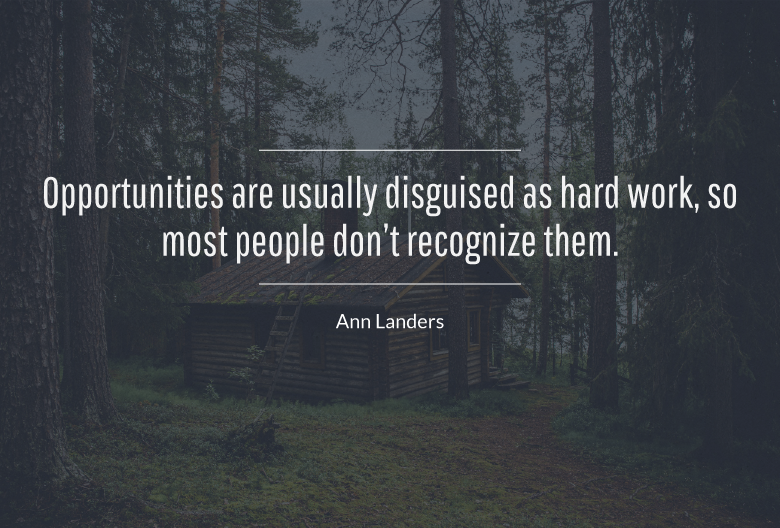 Opportunities are usually disguised as hard work, so
most people don’t recognize them.
Ann Landers